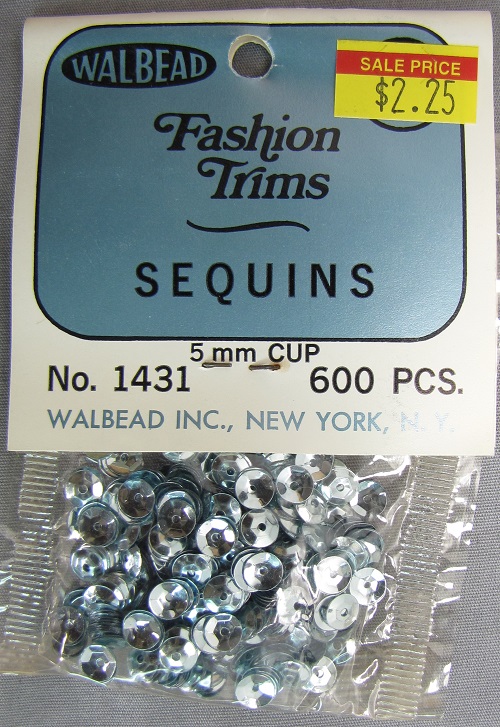 WALBEAD
SALE PRICE
$2.25
Fashion
Trims
SEQUINS
5 mm CUP
No. 1431 600 PCS.
WALBEAD INC., NEW YORK, N.Y.